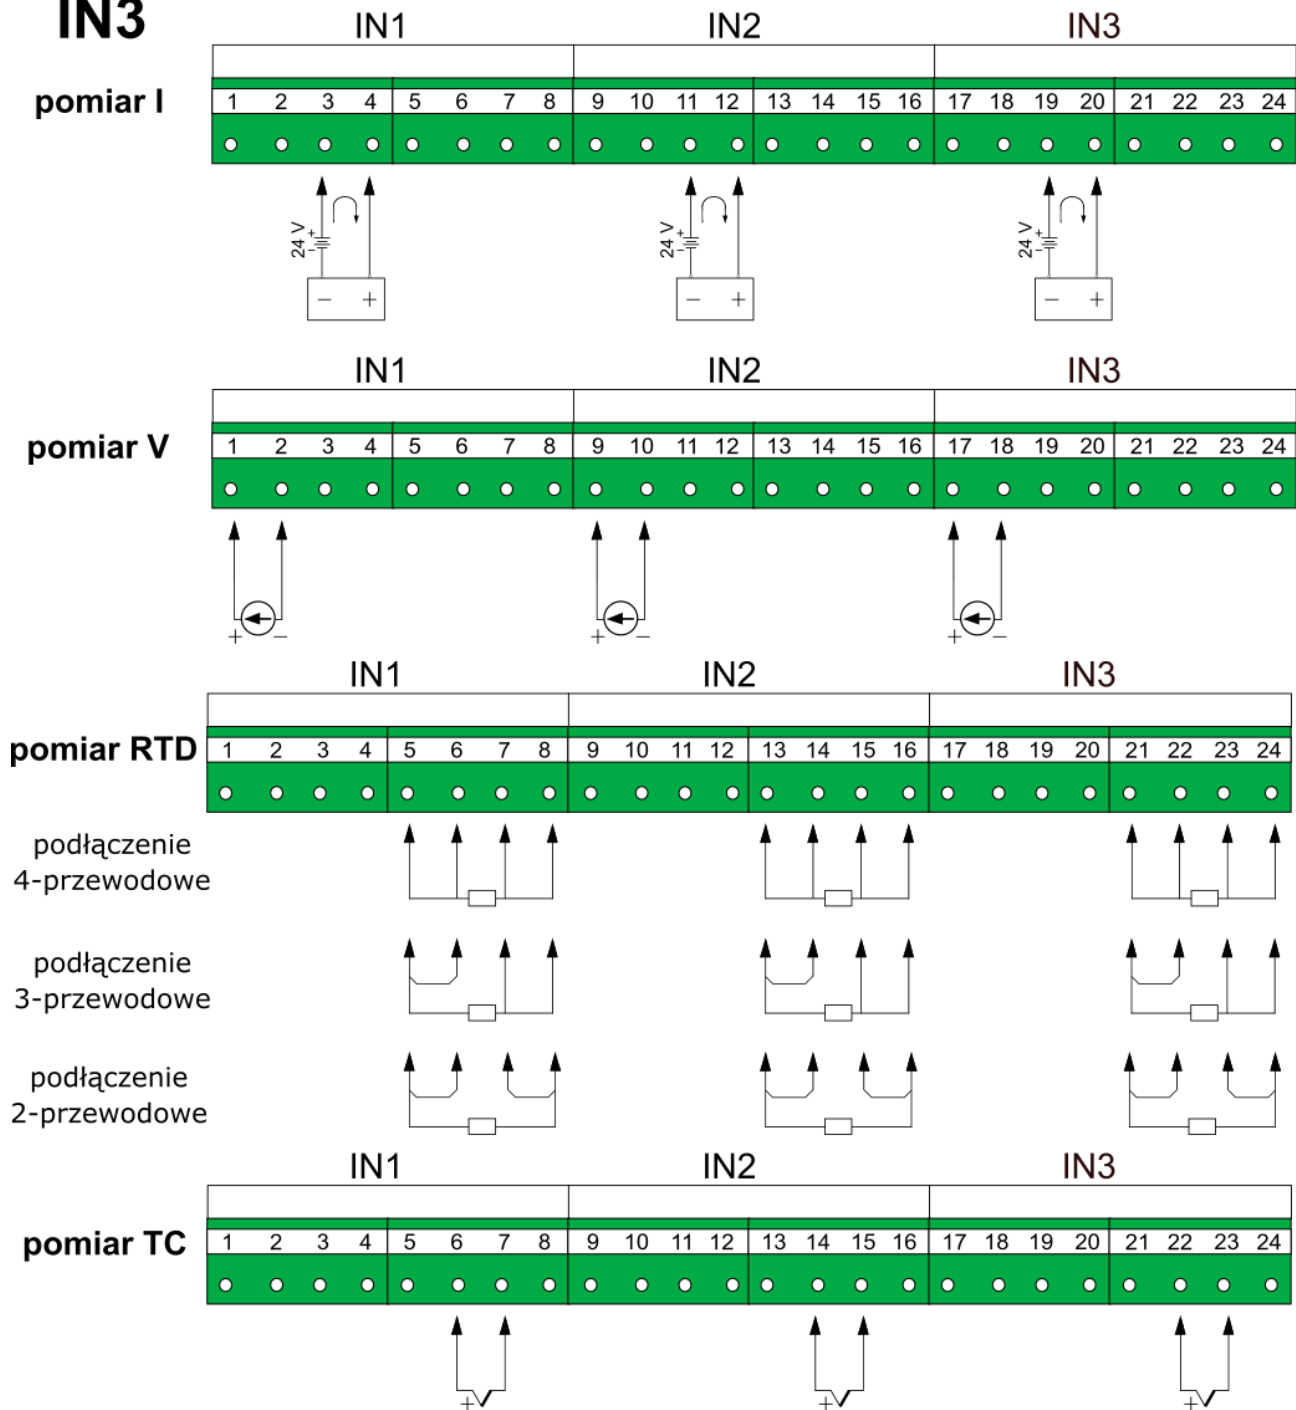 IN3
IN1 IN2 IN3
pomiar I 1 2 3 4 5 6 7 8 9 10 11 12 13 14 15 16 17 18 19 20 21 22 23 24
24 V + − 24 V + − 24 V + −
− + − + − +
IN1 IN2 IN3
pomiar V 1 2 3 4 5 6 7 8 9 10 11 12 13 14 15 16 17 18 19 20 21 22 23 24
+ − + − + −
IN1 IN2 IN3
pomiar RTD 1 2 3 4 5 6 7 8 9 10 11 12 13 14 15 16 17 18 19 20 21 22 23 24
podłączenie
4-przewodowe
podłączenie
3-przewodowe
podłączenie
2-przewodowe
IN1 IN2 IN3
pomiar TC 1 2 3 4 5 6 7 8 9 10 11 12 13 14 15 16 17 18 19 20 21 22 23 24
+ + +